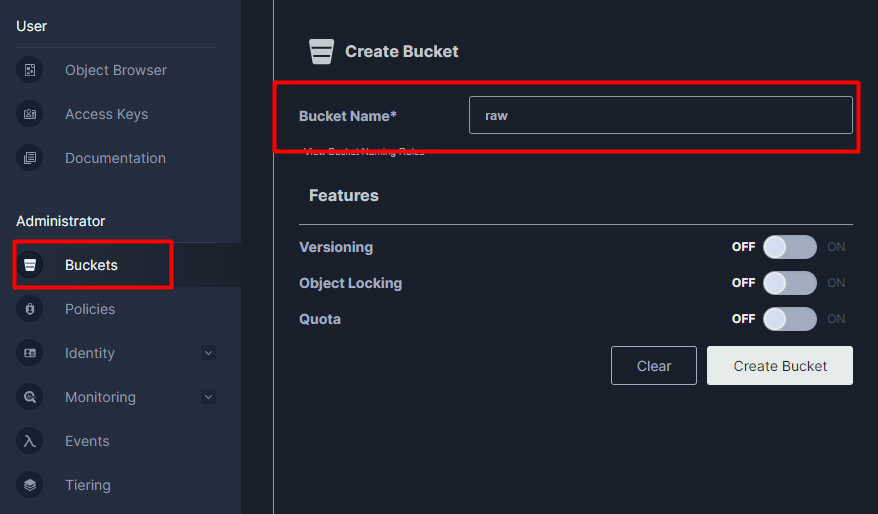 User
Object Browser
Access Keys
Documentation
Administrator
Buckets
Policies
Identity
Monitoring
Events
Tiering
Create Bucket
Bucket Name* raw
View Bucket Naming Rules
Features
Versioning OFF ON
Object Locking OFF ON
Quota OFF ON
Clear Create Bucket